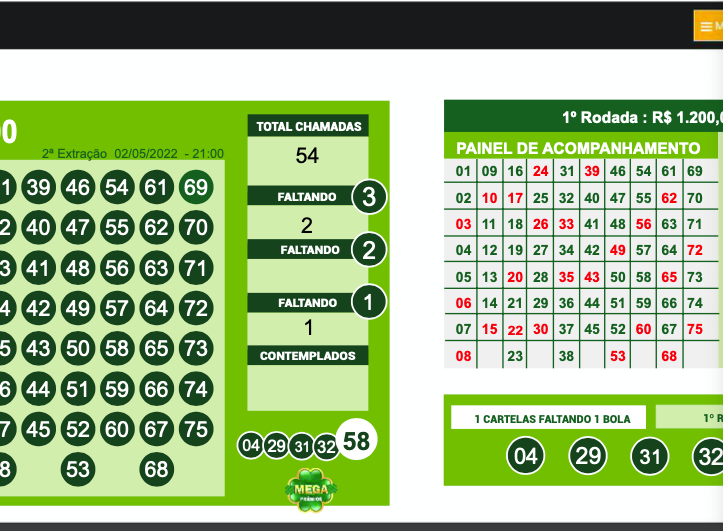 M
0
1º Rodada : R$ 1.200,
2ª Extração 02/05/2022 - 21:00
1 39 46 54 61 69
2 40 47 55 62 70
3 41 48 56 63 71
4 42 49 57 64 72
5 43 50 58 65 73
6 44 51 59 66 74
7 45 52 60 67 75
8 53 68
TOTAL CHAMADAS
54
FALTANDO 3
2
FALTANDO 2
FALTANDO 1
1
CONTEMPLADOS
04 29 31 32 58
MEGA
PAINEL DE ACOMPANHAMENTO
01 09 16 24 31 39 46 54 61 69
02 10 17 25 32 40 47 55 62 70
03 11 18 26 33 41 48 56 63 71
04 12 19 27 34 42 49 57 64 72
05 13 20 28 35 43 50 58 65 73
06 14 21 29 36 44 51 59 66 74
07 15 22 30 37 45 52 60 67 75
08 23 38 53 68
1 CARTELAS FALTANDO 1 BOLA
1º R
04 29 31 32